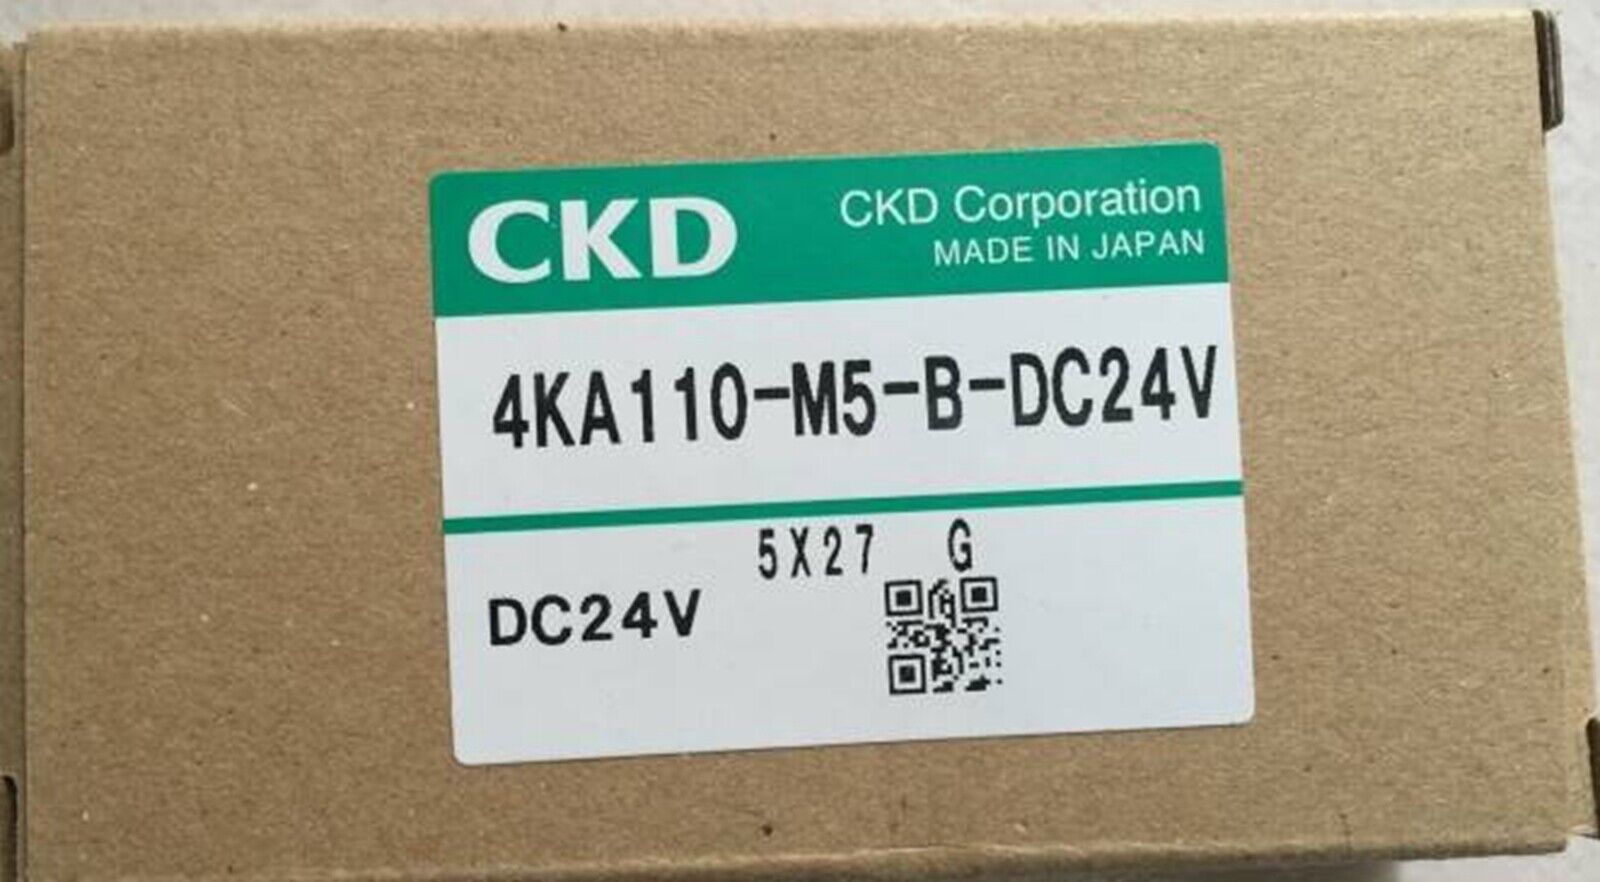 CKD
CKD Corporation
MADE IN JAPAN
4KA110-M5-B-DC24V
5X27 G
DC24V